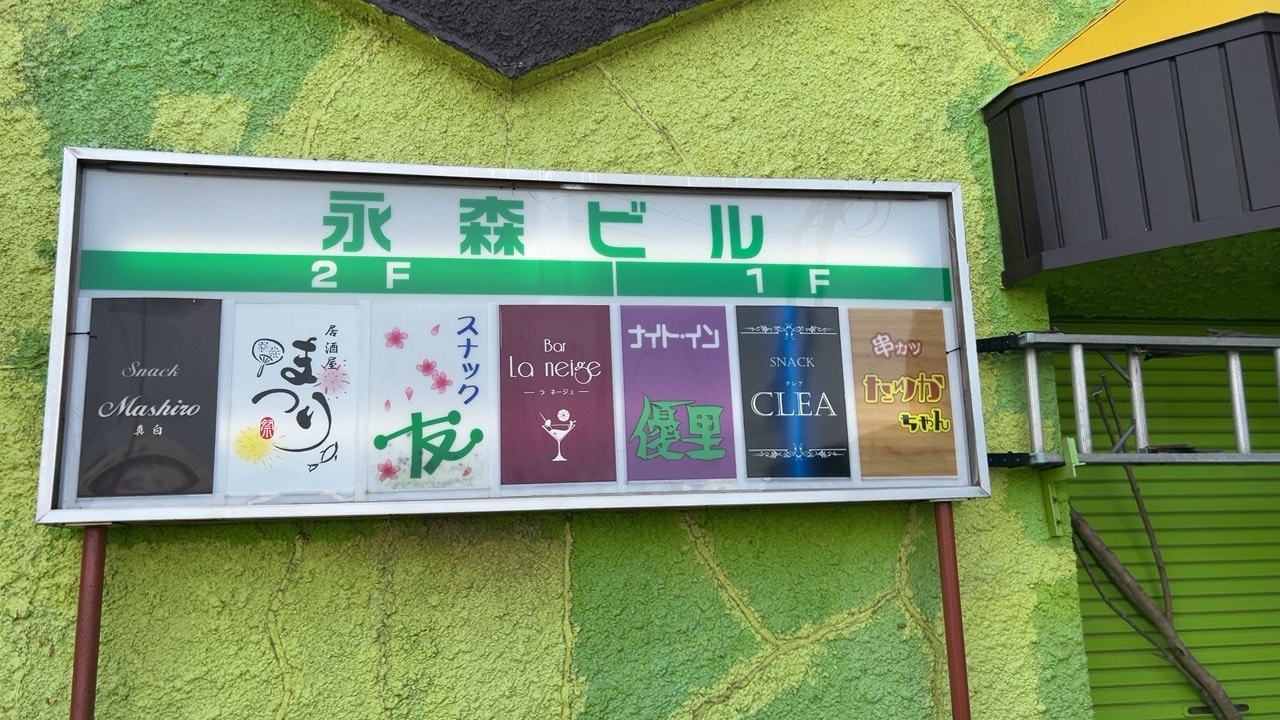 永森ビル
2F
1F
Snack
Mashiro
真白
居酒屋
まつり
祭
スナック
友
Bar
La neige
ラ ネージュ
ナイト・イン
優里
SNACK
クレア
CLEA
串カツ
たりか
ちゃん